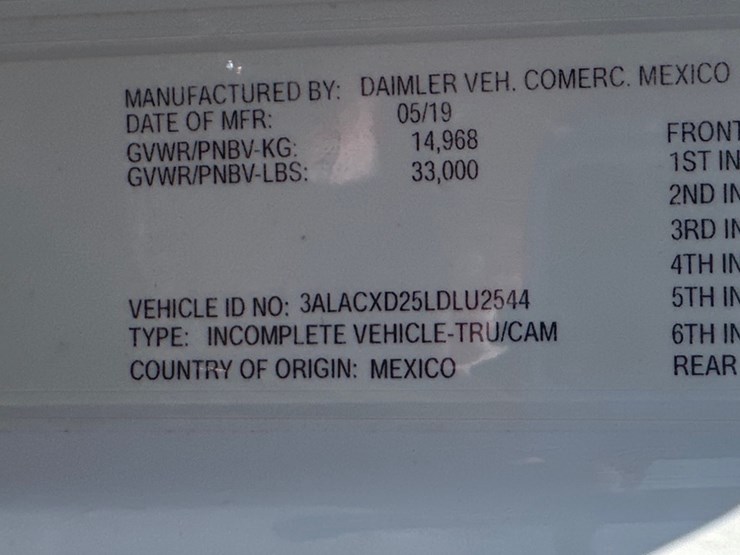 MANUFACTURED BY: DAIMLER VEH. COMERC. MEXICO
DATE OF MFR: 05/19
GVWR/PNBV-KG: 14,968
GVWR/PNBV-LBS: 33,000
FRONT
1ST IN
2ND IN
3RD IN
4TH IN
VEHICLE ID NO: 3ALACXD25LDLU2544
5TH IN
TYPE: INCOMPLETE VEHICLE-TRU/CAM
6TH IN
COUNTRY OF ORIGIN: MEXICO
REAR